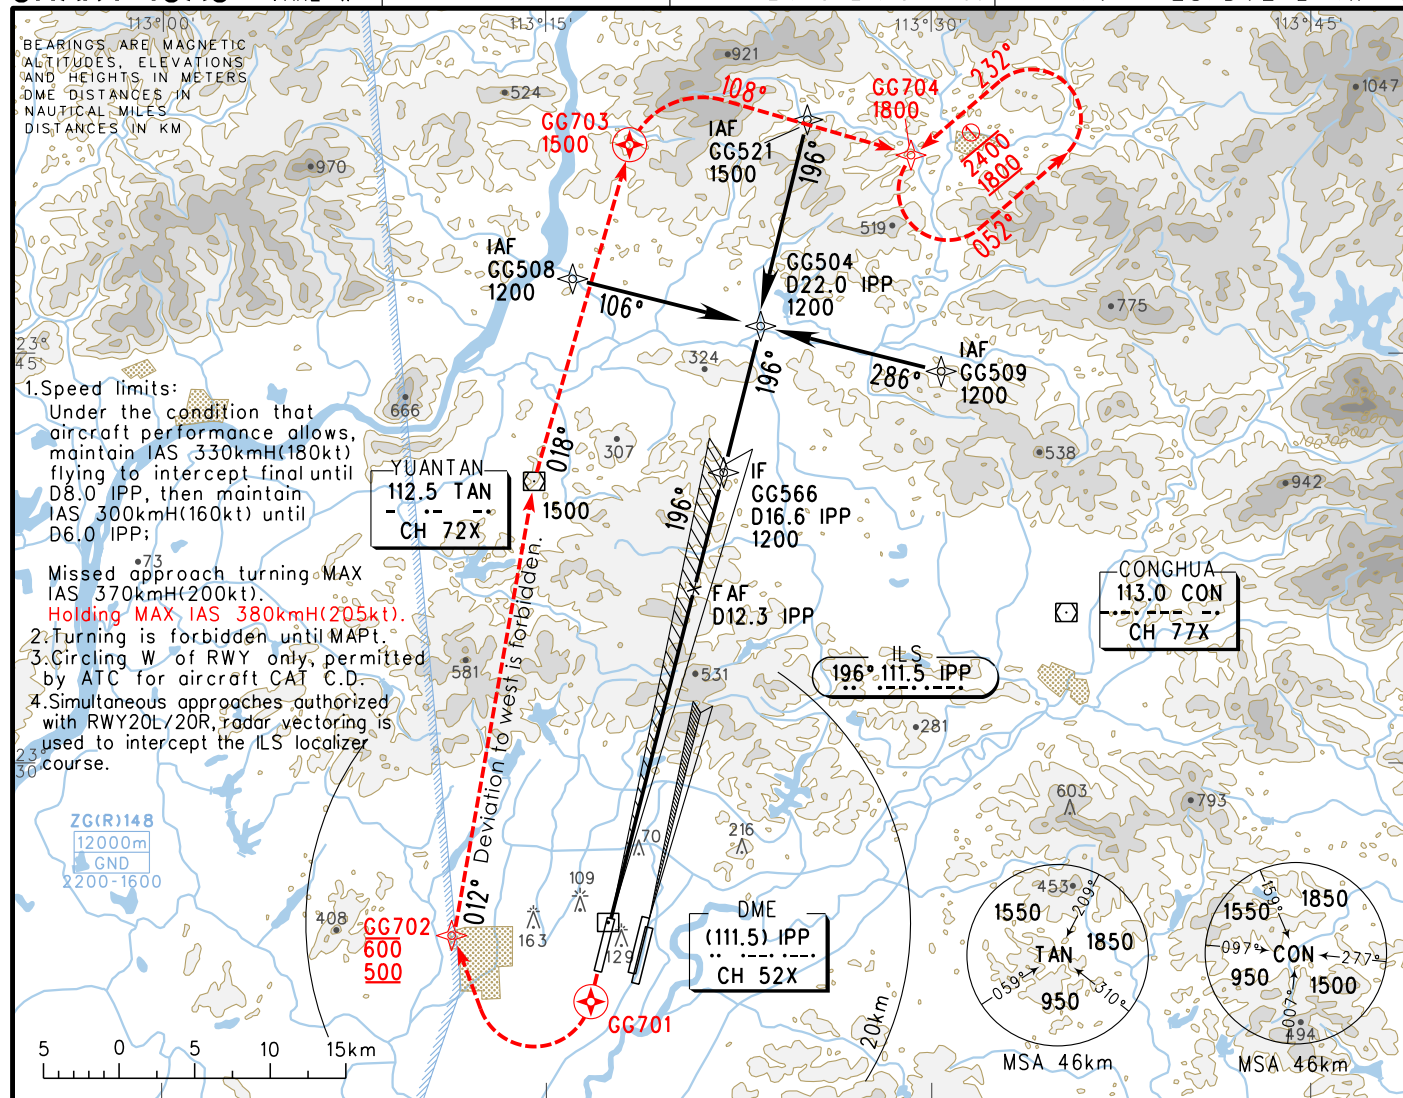 113°00'
113°15'
113°30'
113°45'
BEARINGS ARE MAGNETIC
ALTITUDES, ELEVATIONS
AND HEIGHTS IN METERS
DME DISTANCES IN
NAUTICAL MILES
DISTANCES IN KM
524
921
1047
970
519
775
GG703
1500
108°
IAF
GG521
1500
196°
GG704
1800
232°
1
2400
1800
052°
IAF
GG508
1200
106°
GG504
D22.0 IPP
1200
IAF
GG509
1200
286°
196°
324
23°
45'
1.Speed limits:
Under the condition that
aircraft performance allows,
maintain IAS 330kmH(180kt)
flying to intercept final until
D8.0 IPP, then maintain
IAS 300kmH(160kt) until
D6.0 IPP;
Missed approach turning MAX
IAS 370kmH(200kt).
Holding MAX IAS 380kmH(205kt).
2.Turning is forbidden until MAPt.
3.Circling W of RWY only, permitted
by ATC for aircraft CAT C.D.
4.Simultaneous approaches authorized
with RWY20L/20R, radar vectoring is
used to intercept the ILS localizer
course.
666
73
581
307
538
942
500
300
300
YUANTAN
112.5 TAN
CH 72X
018°
1500
196°
IF
GG566
D16.6 IPP
1200
FAF
D12.3 IPP
CONGHUA
113.0 CON
CH 77X
ILS
196° 111.5 IPP
531
281
23°
30'
012° Deviation to west is forbidden.
ZG(R)148
12000m
GND
2200-1600
603
793
70
216
109
163
129
408
GG702
600
500
DME
(111.5) IPP
CH 52X
GG701
20km
453
1550
209°
TAN
1850
059°
310°
950
MSA 46km
159°
1550
1850
097°
CON
277°
950
1500
007°
494
MSA 46km
5 0 5 10 15km